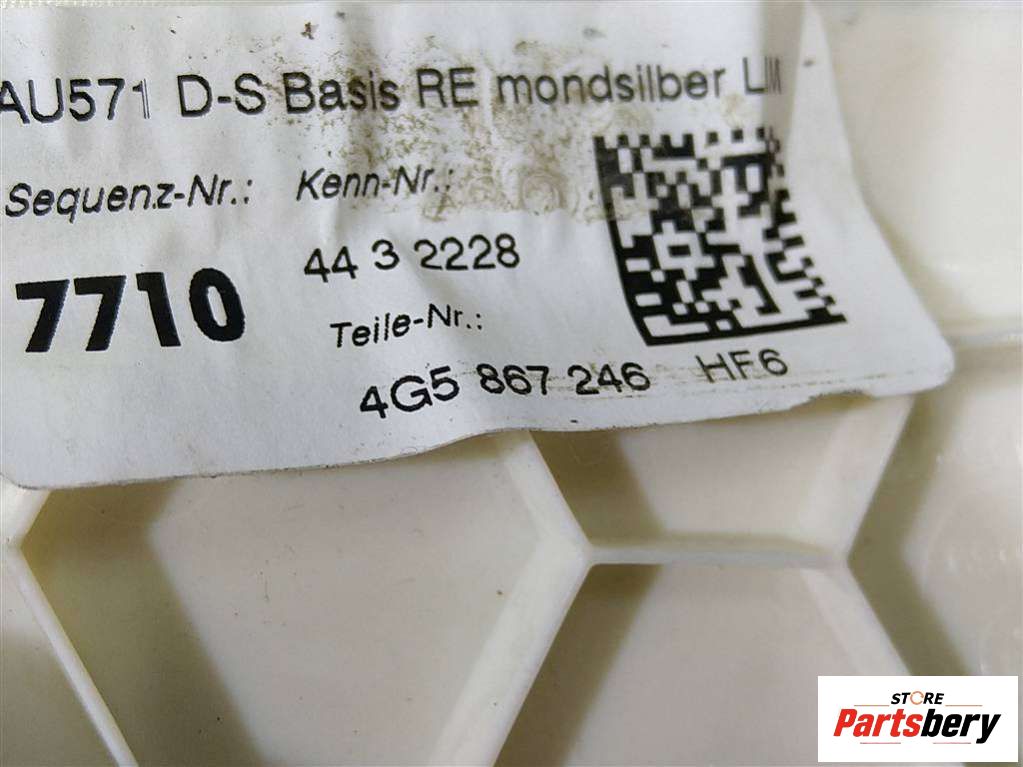 AU571 D-S Basis RE mondsilber LIM
Sequenz-Nr.: Kenn-Nr.:
7710 44 3 2228
Teile-Nr.:
4G5 867 246 HF6
STORE
Partsbery